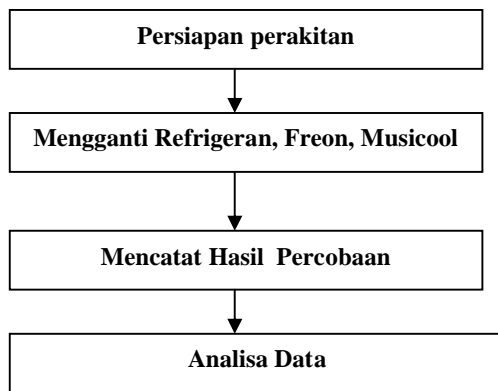 Persiapan perakitan
Mengganti Refrigeran, Freon, Musicool
Mencatat Hasil Percobaan
Analisa Data